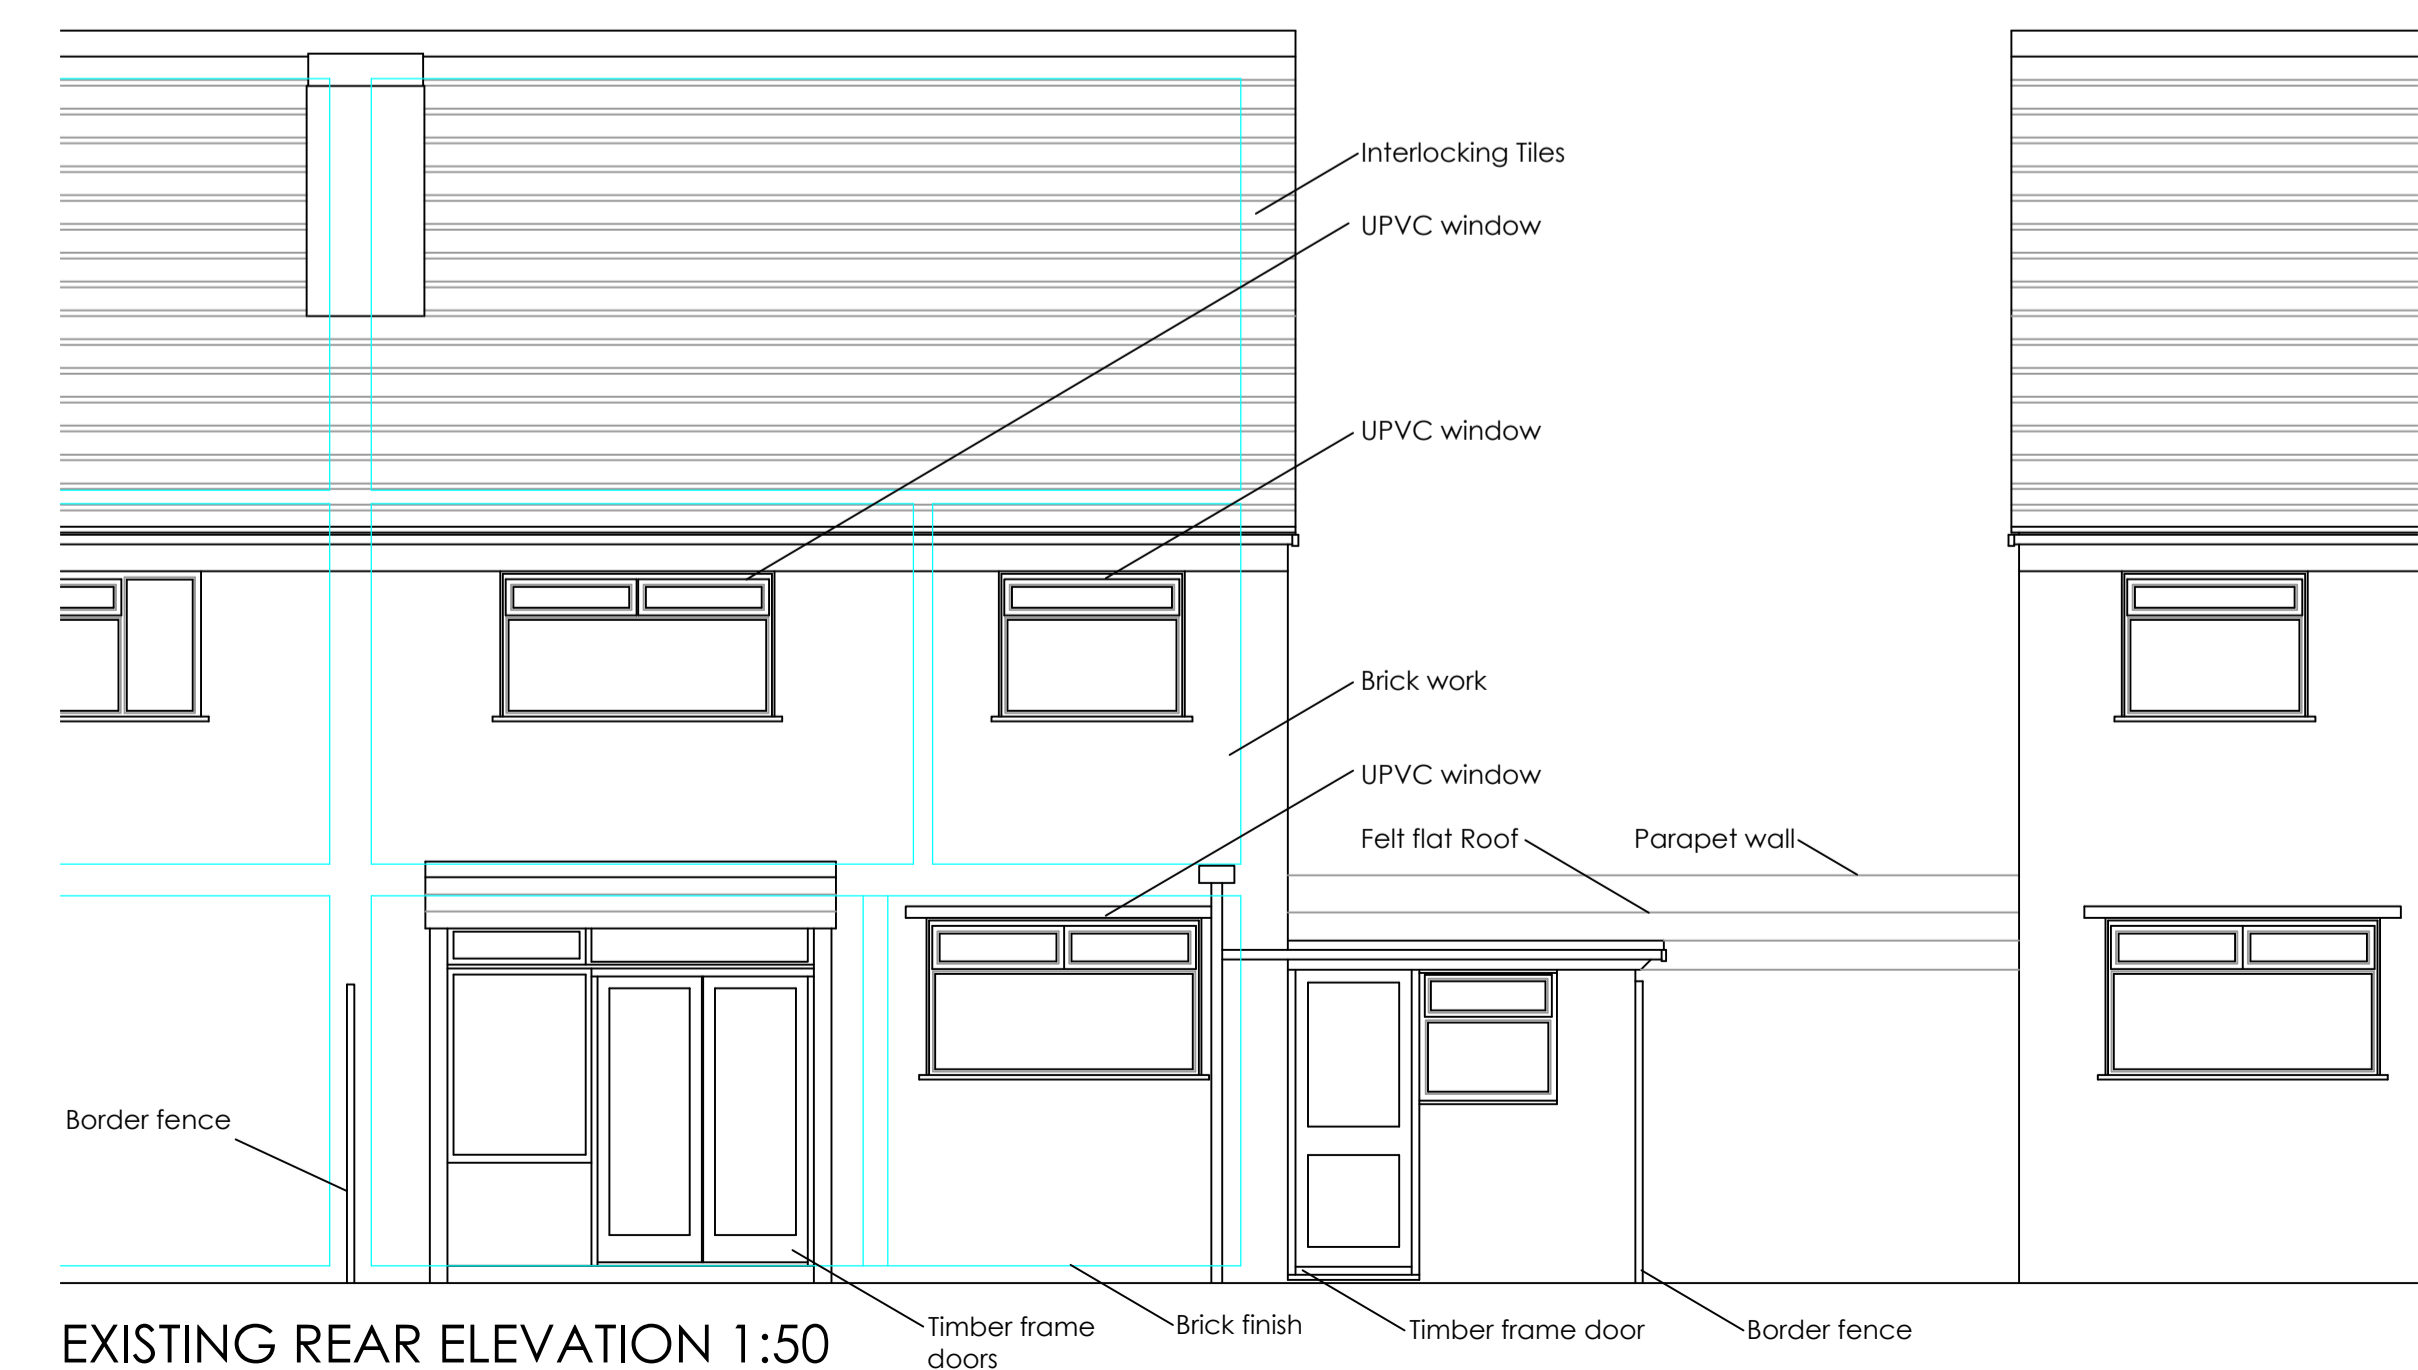 Interlocking Tiles
UPVC window
UPVC window
Brick work
UPVC window
Felt flat Roof
Parapet wall
Border fence
Timber frame
doors
Brick finish
Timber frame door
Border fence
EXISTING REAR ELEVATION 1:50